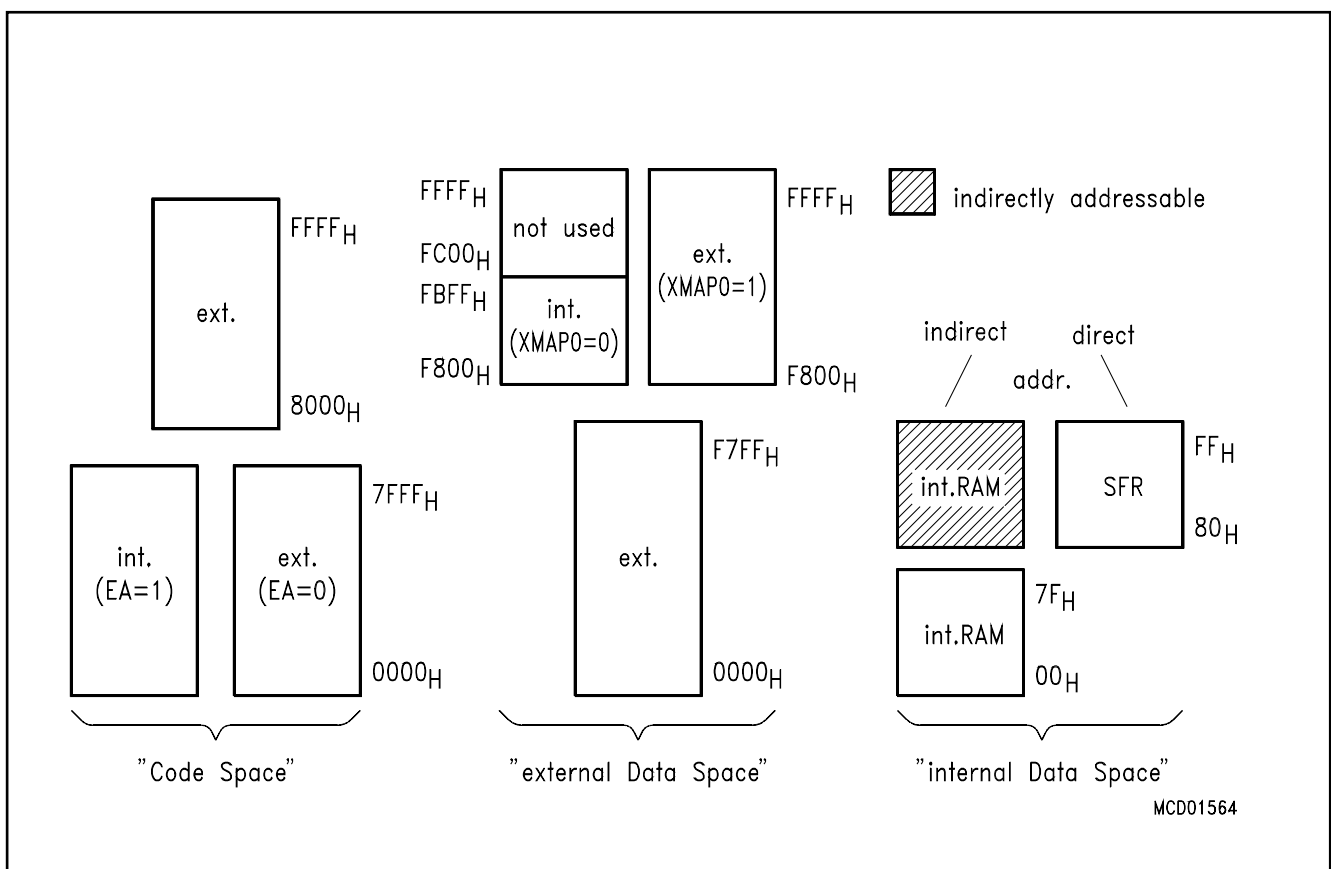 FFFFH
ext.
8000H
int.
(EA=1)
ext.
(EA=0)
7FFFH
0000H
"Code Space"
FFFFH
not used
FC00H
FBFFH
int.
(XMAP0=0)
F800H
ext.
(XMAP0=1)
FFFFH
F800H
ext.
F7FFH
0000H
"external Data Space"
indirectly addressable
indirect
direct
addr.
int.RAM
SFR
FFH
80H
int.RAM
7FH
00H
"internal Data Space"
MCD01564